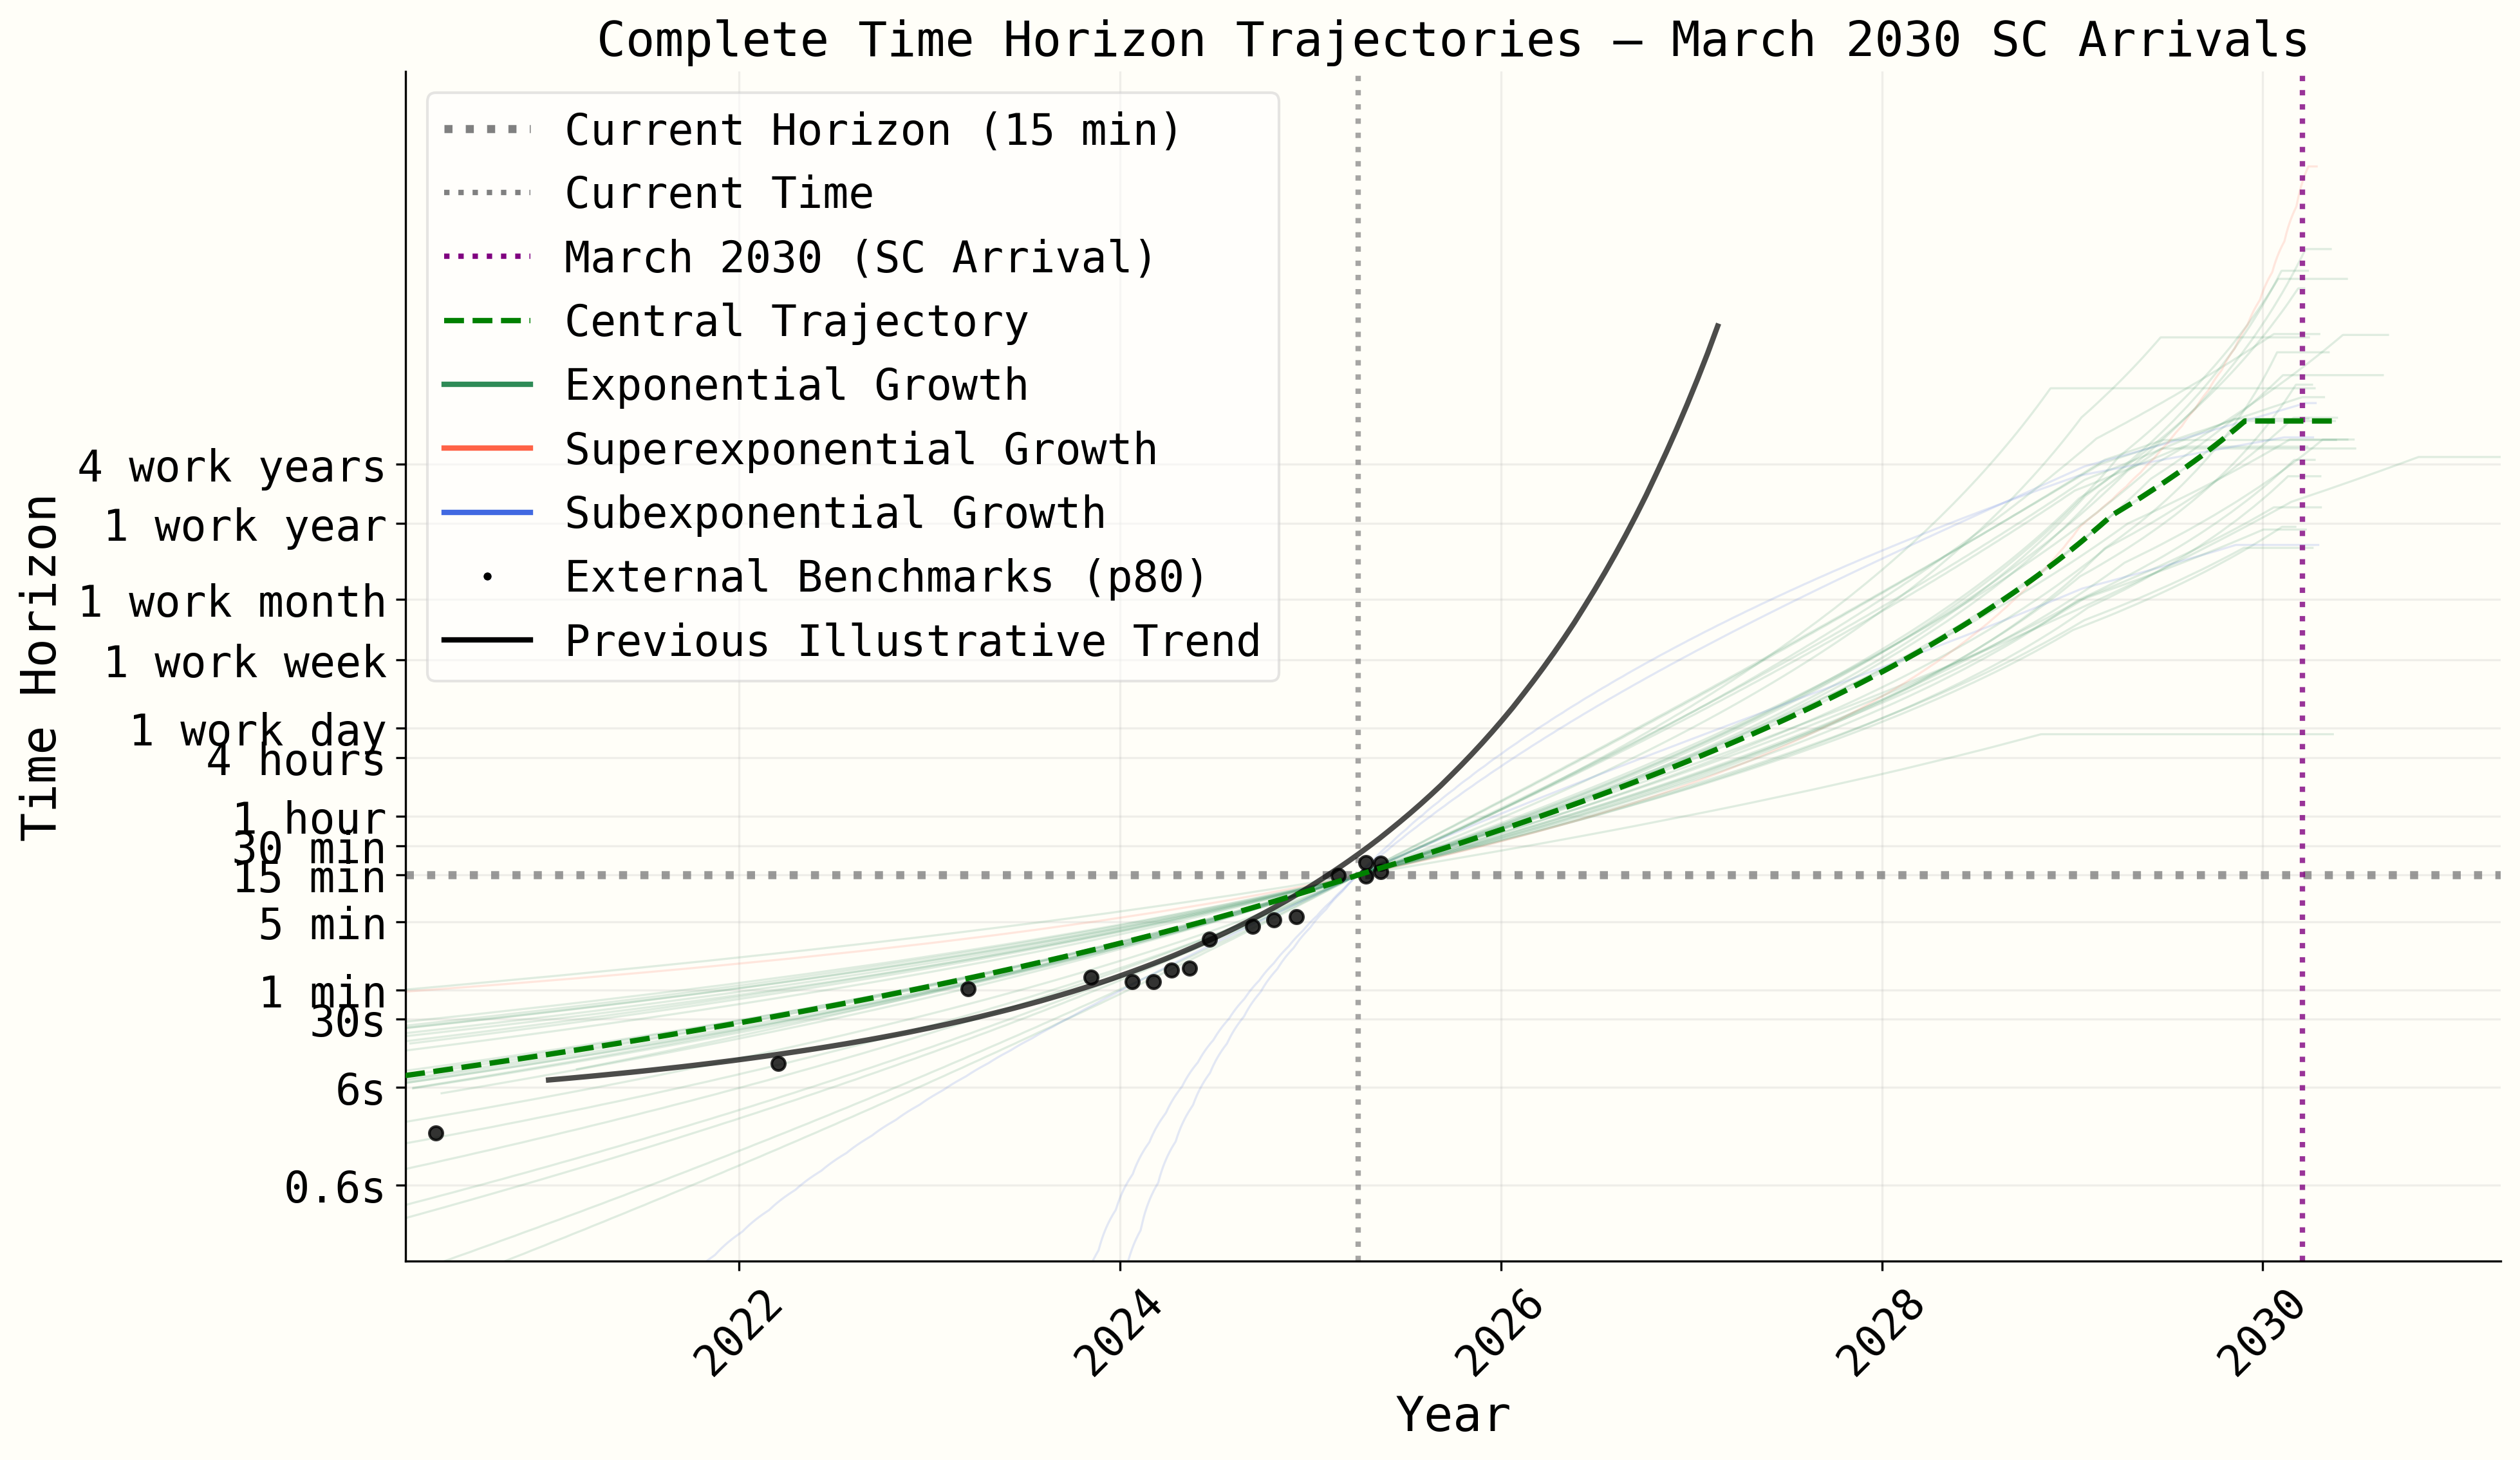 Complete Time Horizon Trajectories — March 2030 SC Arrivals
Current Horizon (15 min)
Current Time
March 2030 (SC Arrival)
Central Trajectory
Exponential Growth
Superexponential Growth
Subexponential Growth
External Benchmarks (p80)
Previous Illustrative Trend
Time Horizon
4 work years
1 work year
1 work month
1 work week
1 work day
4 hours
1 hour
30 min
15 min
5 min
1 min
30s
6s
0.6s
2022
2024
2026
2028
2030
Year